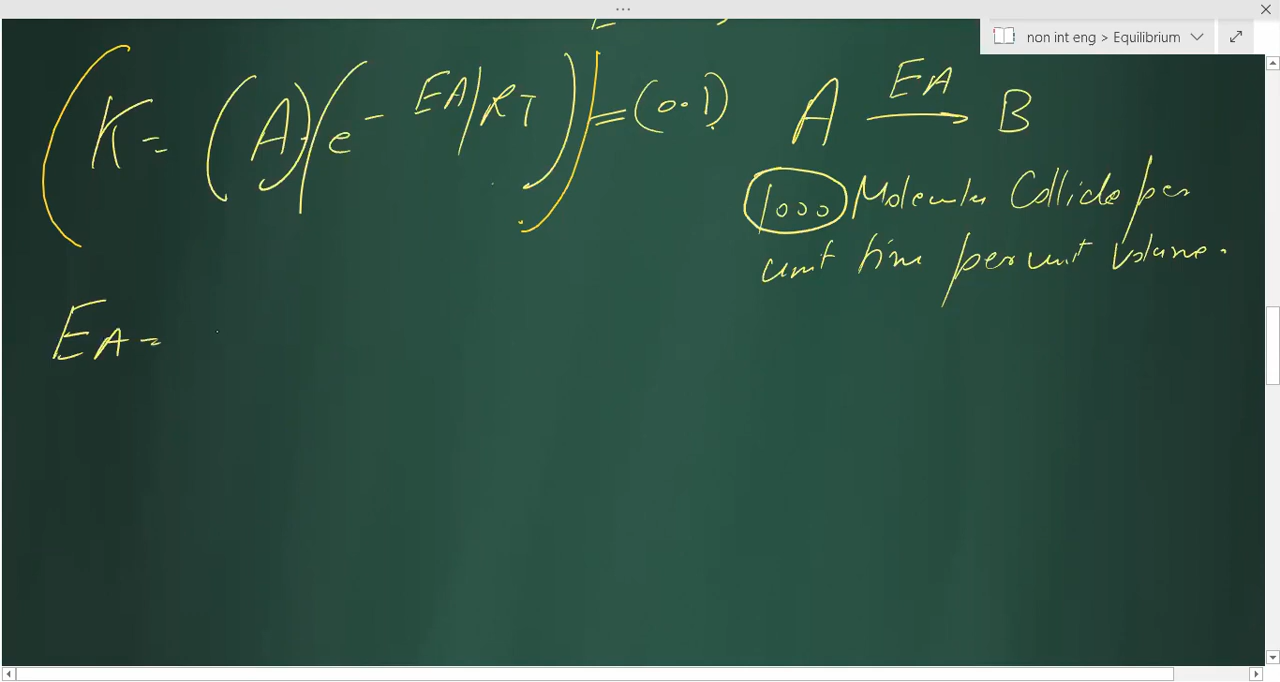 non int eng > Equilibrium
K = (A)(e^-EA/RT) = (0.1)
A EA→ B
1000 Molecules Collide per
unit time per unit volume.
EA =